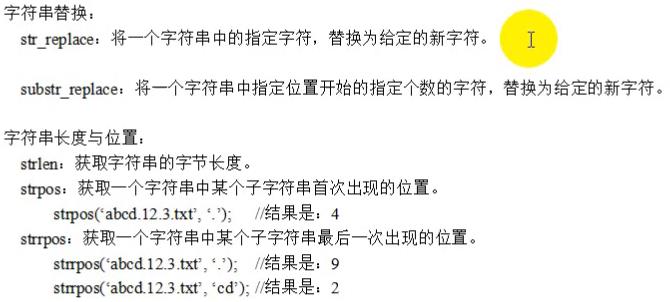 字符串替换：
str_replace：将一个字符串中的指定字符，替换为给定的新字符。
substr_replace：将一个字符串中指定位置开始的指定个数的字符，替换为给定的新字符。
字符串长度与位置：
strlen：获取字符串的字节长度。
strpos：获取一个字符串中某个子字符串首次出现的位置。
strpos(‘abcd.12.3.txt’, ‘.’);    //结果是：4
strrpos：获取一个字符串中某个子字符串最后一次出现的位置。
strrpos(‘abcd.12.3.txt’, ‘.’);   //结果是：9
strrpos(‘abcd.12.3.txt’, ‘cd’); //结果是：2